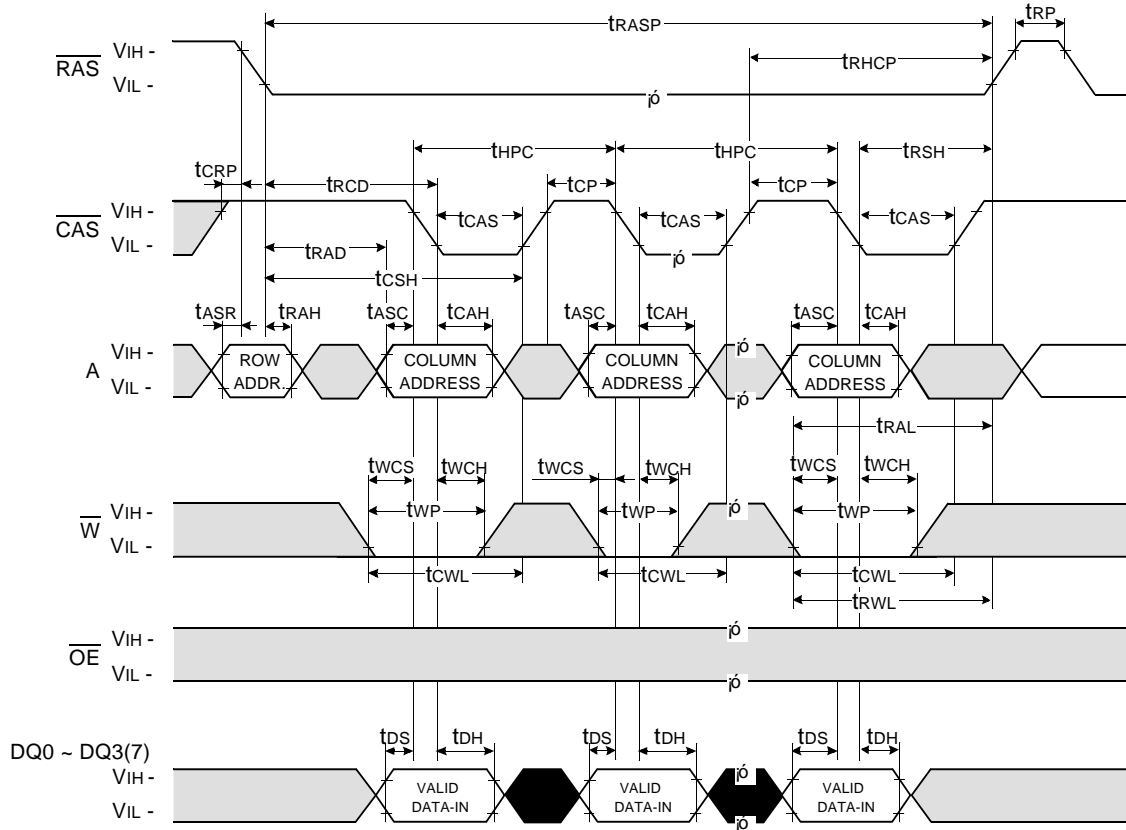 tRASP tRP
RAS VIH -
tRHCP
VIL -
¡ó
tHPC tHPC tRSH
tCRP tRCD tCP tCP
CAS VIH -
tCAS tCAS tCAS
VIL -
¡ó
tRAD
tCSH
tASR tRAH tASC tCAH tASC tCAH tASC tCAH
A VIH -
VIL -
ROW ADDR.
COLUMN ADDRESS
COLUMN ADDRESS
¡ó
¡ó
COLUMN ADDRESS
tRAL
tWCS tWCH tWCS tWCH tWCS tWCH
W VIH -
VIL -
tWP tWP ¡ó tWP
tCWL tCWL tCWL
tRWL
OE VIH -
VIL -
¡ó
¡ó
DQ0 ~ DQ3(7)
tDS tDH tDS tDH tDS tDH
VIH -
VIL -
VALID DATA-IN
VALID DATA-IN
¡ó
¡ó
VALID DATA-IN